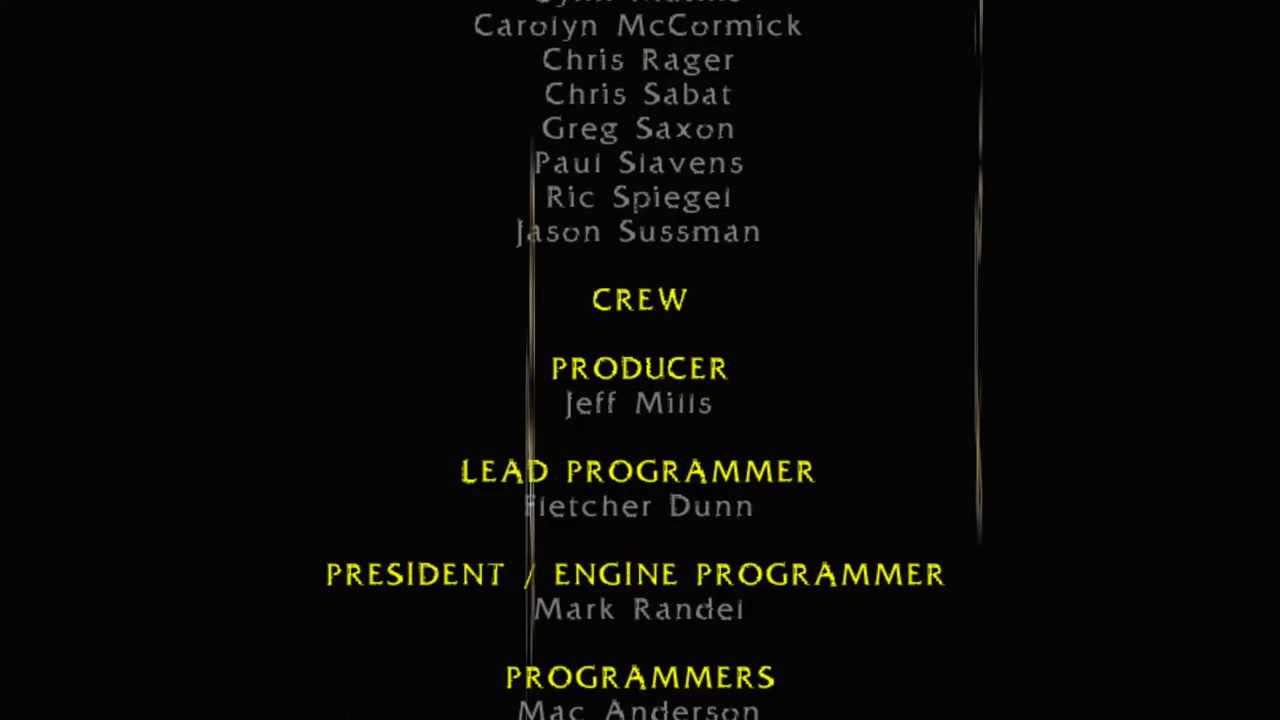 Carolyn McCormick
Chris Rager
Chris Sabat
Greg Saxon
Paul Slavens
Ric Spiegel
Jason Sussman
CREW
PRODUCER
Jeff Mills
LEAD PROGRAMMER
Fletcher Dunn
PRESIDENT / ENGINE PROGRAMMER
Mark Randel
PROGRAMMERS
Mac Anderson